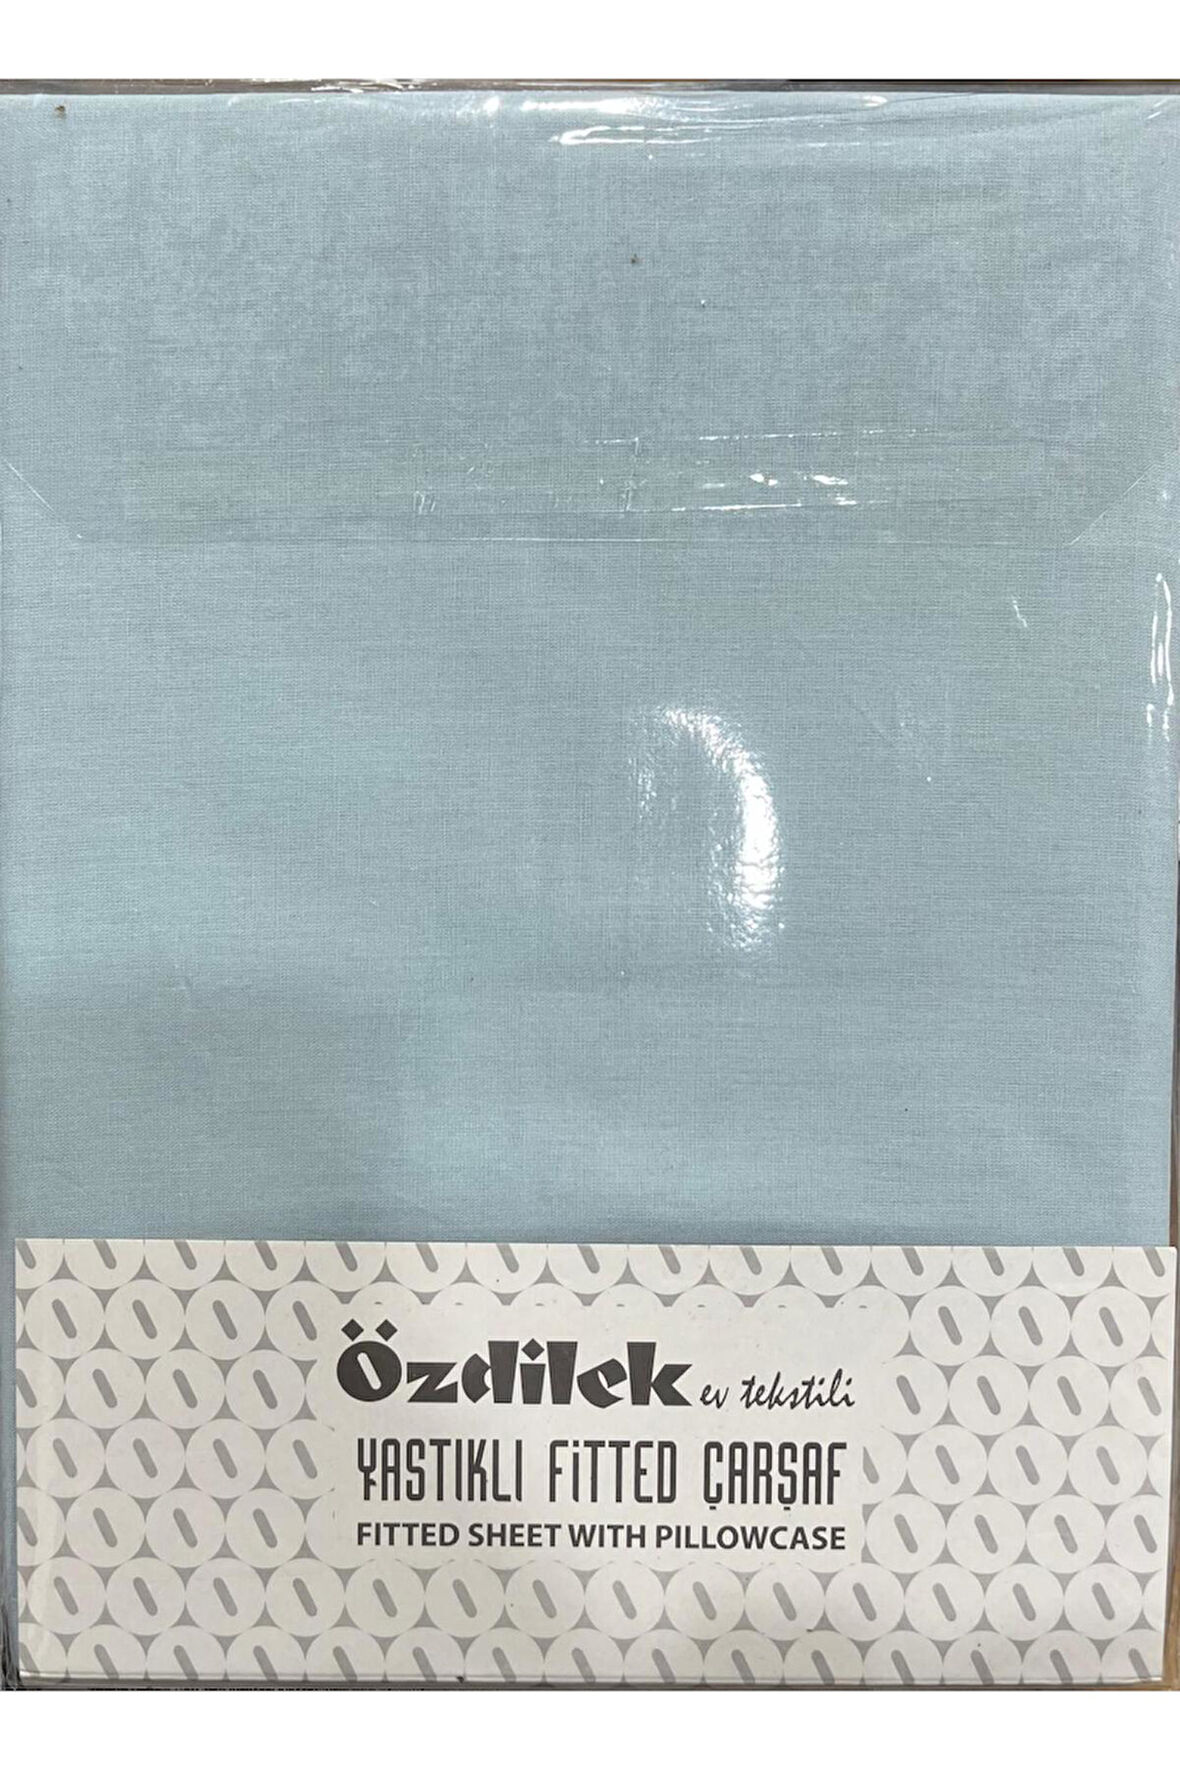 Özdilek ev tekstili
YASTIKLI FİTTED ÇARŞAF
FITTED SHEET WITH PILLOWCASE